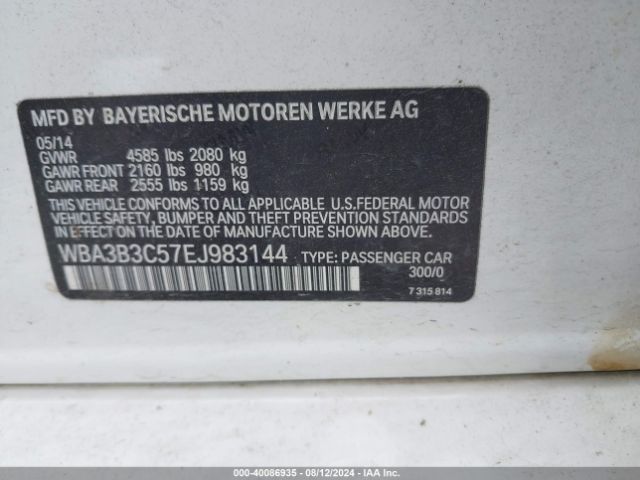 MFD BY BAYERISCHE MOTOREN WERKE AG
05/14
GVWR 4585 lbs 2080 kg
GAWR FRONT 2160 lbs 980 kg
GAWR REAR 2555 lbs 1159 kg
THIS VEHICLE CONFORMS TO ALL APPLICABLE U.S.FEDERAL MOTOR
VEHICLE SAFETY, BUMPER AND THEFT PREVENTION STANDARDS
IN EFFECT ON THE DATE OF MANUFACTURE SHOWN ABOVE.
WBA3B3C57EJ983144 TYPE: PASSENGER CAR
300/0
7 315 814
00-40086935 - 08/12/2024 - IAA Inc.